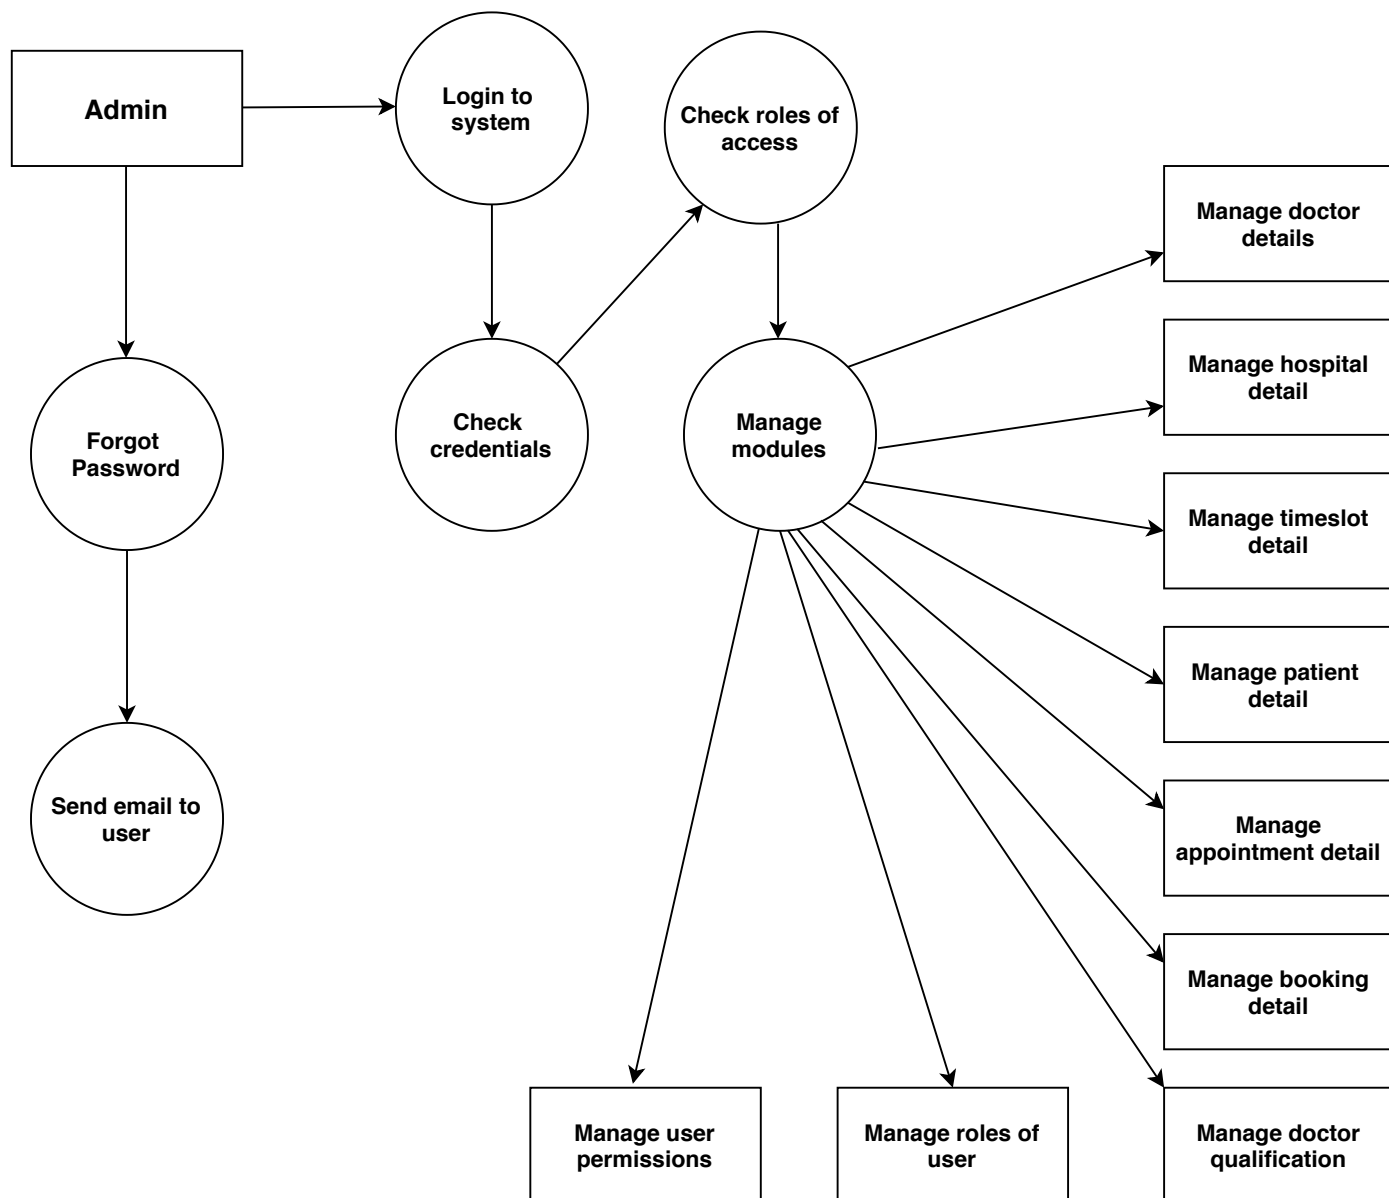 Admin
Login to
system
Check roles of
access
Manage doctor
details
Manage hospital
detail
Forgot
Password
Check
credentials
Manage
modules
Manage timeslot
detail
Manage patient
detail
Send email to
user
Manage
appointment detail
Manage booking
detail
Manage user
permissions
Manage roles of
user
Manage doctor
qualification